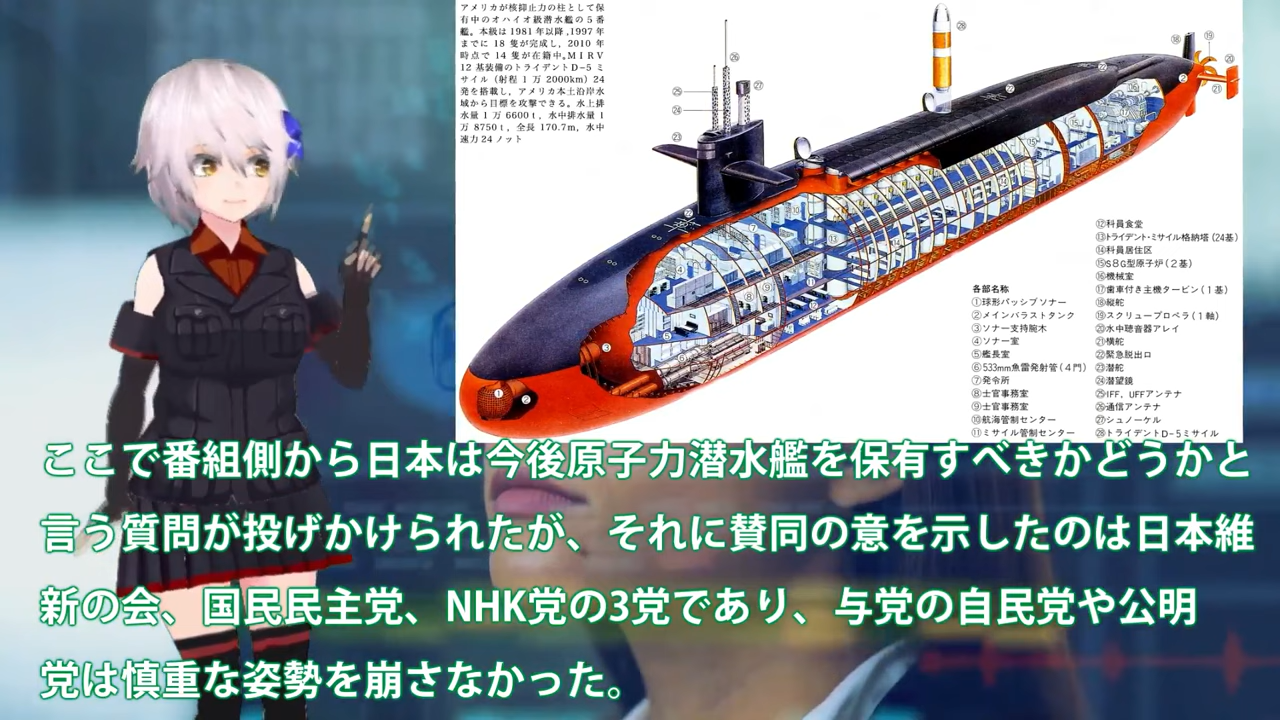 アメリカが核抑止力の柱として保
有中のオハイオ級潜水艦の5番
艦。本級は1981年以降,1997年
までに18隻が完成し,2010年
時点で14隻が在籍中。MIRV
12基装備のトライデントD-5ミ
サイル(射程1万2000km)24
発を搭載し,アメリカ本土沿岸水
域から目標を攻撃できる。水上排
水量1万6600t,水中排水量1
万8750t,全長170.7m,水中
速力24ノット
各部名称
①球形パッシブソナー
②メインバラストタンク
③ソナー支持腕木
④ソナー室
⑤艦長室
⑥533mm魚雷発射管(4門)
⑦発令所
⑧士官事務室
⑨士官事務室
⑩航海管制センター
⑪ミサイル管制センター
⑫科員食堂
⑬トライデント・ミサイル格納塔(24基)
⑭科員居住区
⑮S8G型原子炉(2基)
⑯機械室
⑰歯車付き主機タービン(1基)
⑱縦舵
⑲スクリュープロペラ(1軸)
⑳水中聴音器アレイ
㉑横舵
㉒緊急脱出口
㉓潜舵
㉔潜望鏡
㉕IFF,UFFアンテナ
㉖通信アンテナ
㉗シュノーケル
㉘トライデントD-5ミサイル
ここで番組側から日本は今後原子力潜水艦を保有すべきかどうかと
言う質問が投げかけられたが、それに賛同の意を示したのは日本維
新の会、国民民主党、NHK党の3党であり、与党の自民党や公明
党は慎重な姿勢を崩さなかった。